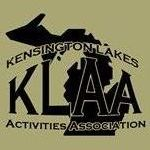 KENSINGTON LAKES
KLAA
ACTIVITIES ASSOCIATION